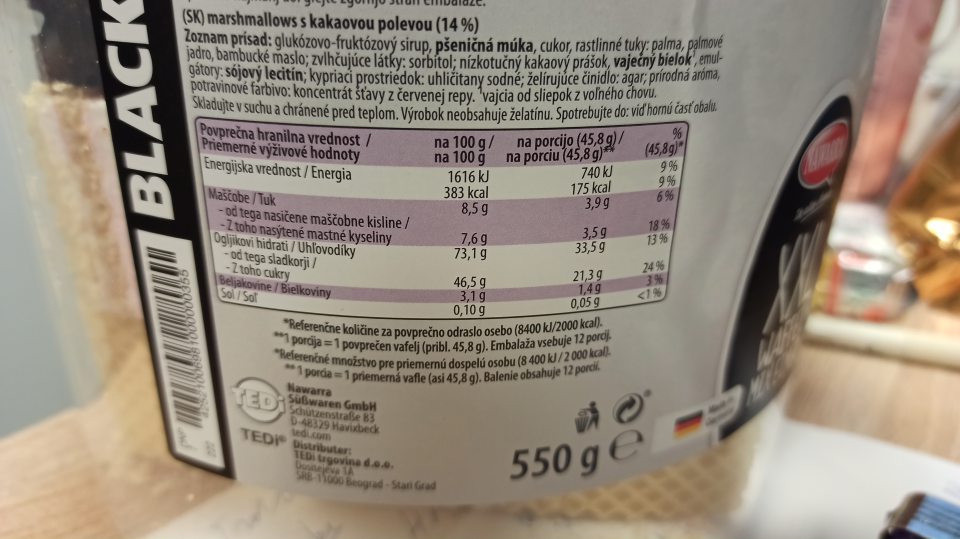 (SK) marshmallows s kakaovou polevou (14 %)
Zoznam prísad: glukózovo-fruktózový sirup, pšeničná múka, cukor, rastlinné tuky: palma, palmové
jadro, bambucké maslo; zvlhčujúce látky: sorbitol; nízkotučný kakaový prášok, vaječný bielok¹, emul-
gátory: sójový lecitín; kypriaci prostriedok: uhličitany sodné; želírujúce činidlo: agar; prírodná aróma,
potravinové farbivo: koncentrát šťavy z červenej repy. ¹vajcia od sliepok z voľného chovu.
Skladujte v suchu a chránené pred teplom. Výrobok neobsahuje želatínu. Spotrebujte do: viď hornú časť obalu.
Povprečna hranilna vrednost / na 100 g / na porcijo (45,8 g) / %
Priemerné výživové hodnoty na 100 g na porciu (45,8 g)** (45,8 g)*
Energijska vrednost / Energia 1616 kJ 740 kJ 9 %
383 kcal 175 kcal 9 %
Maščobe / Tuk 8,5 g 3,9 g 6 %
- od tega nasičene maščobne kisline /
- Z toho nasýtené mastné kyseliny 7,6 g 3,5 g 18 %
Ogljikovi hidrati / Uhľovodíky 73,1 g 33,5 g 13 %
- od tega sladkorji /
- Z toho cukry 46,5 g 21,3 g 24 %
Beljakovine / Bielkoviny 3,1 g 1,4 g 3 %
Sol / Soľ 0,10 g 0,05 g <1 %
*Referenčne količine za povprečno odraslo osebo (8400 kJ/2000 kcal).
**1 porcija = 1 povprečen vafelj (pribl. 45,8 g). Embalaža vsebuje 12 porcij.
*Referenčné množstvo pre priemernú dospelú osobu (8 400 kJ / 2 000 kcal).
**1 porcia = 1 priemerná vafle (asi 45,8 g). Balenie obsahuje 12 porcií.
BLACK
TEDi
TEDi®
Nawarra
Süßwaren GmbH
Schützenstraße 83
D-48329 Havixbeck
tedi.com
Distributer:
TEDi trgovina d.o.o.
Dositejeva 1A
SRB-11000 Beograd - Stari Grad
550 g e
XXL